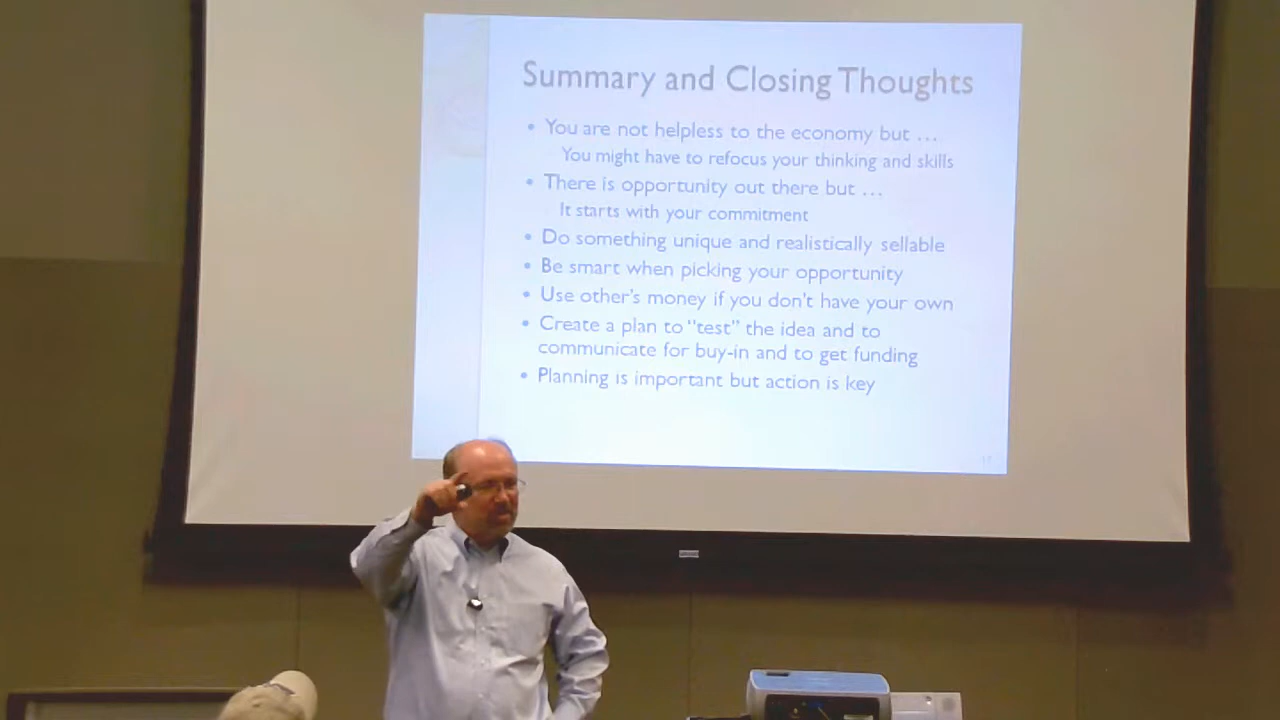 Summary and Closing Thoughts
• You are not helpless to the economy but …
You might have to refocus your thinking and skills
• There is opportunity out there but …
It starts with your commitment
• Do something unique and realistically sellable
• Be smart when picking your opportunity
• Use other's money if you don't have your own
• Create a plan to "test" the idea and to
communicate for buy-in and to get funding
• Planning is important but action is key
17